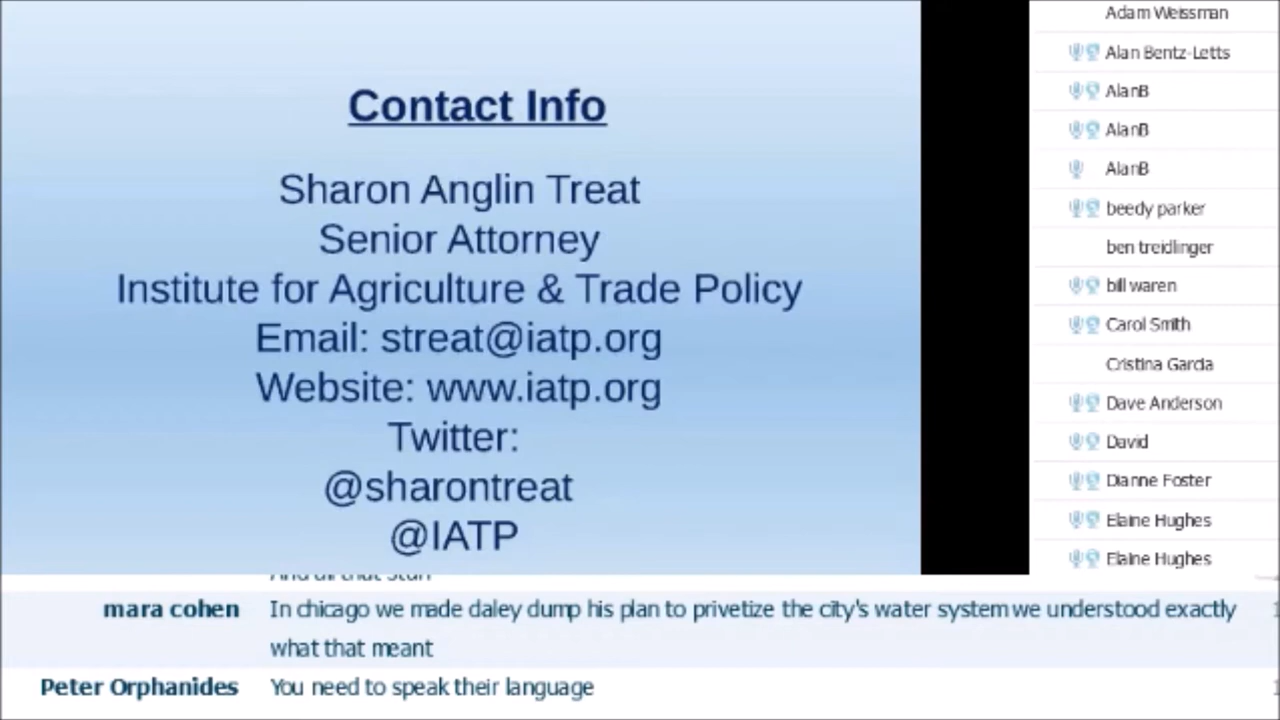 Contact Info
Sharon Anglin Treat
Senior Attorney
Institute for Agriculture & Trade Policy
Email: streat@iatp.org
Website: www.iatp.org
Twitter:
@sharontreat
@IATP
Adam Weissman
Alan Bentz-Letts
AlanB
AlanB
AlanB
beedy parker
ben treidlinger
bill waren
Carol Smith
Cristina Garcia
Dave Anderson
David
Dianne Foster
Elaine Hughes
Elaine Hughes
And all that stuff
mara cohen In chicago we made daley dump his plan to privetize the city's water system we understood exactly
what that meant
Peter Orphanides You need to speak their language